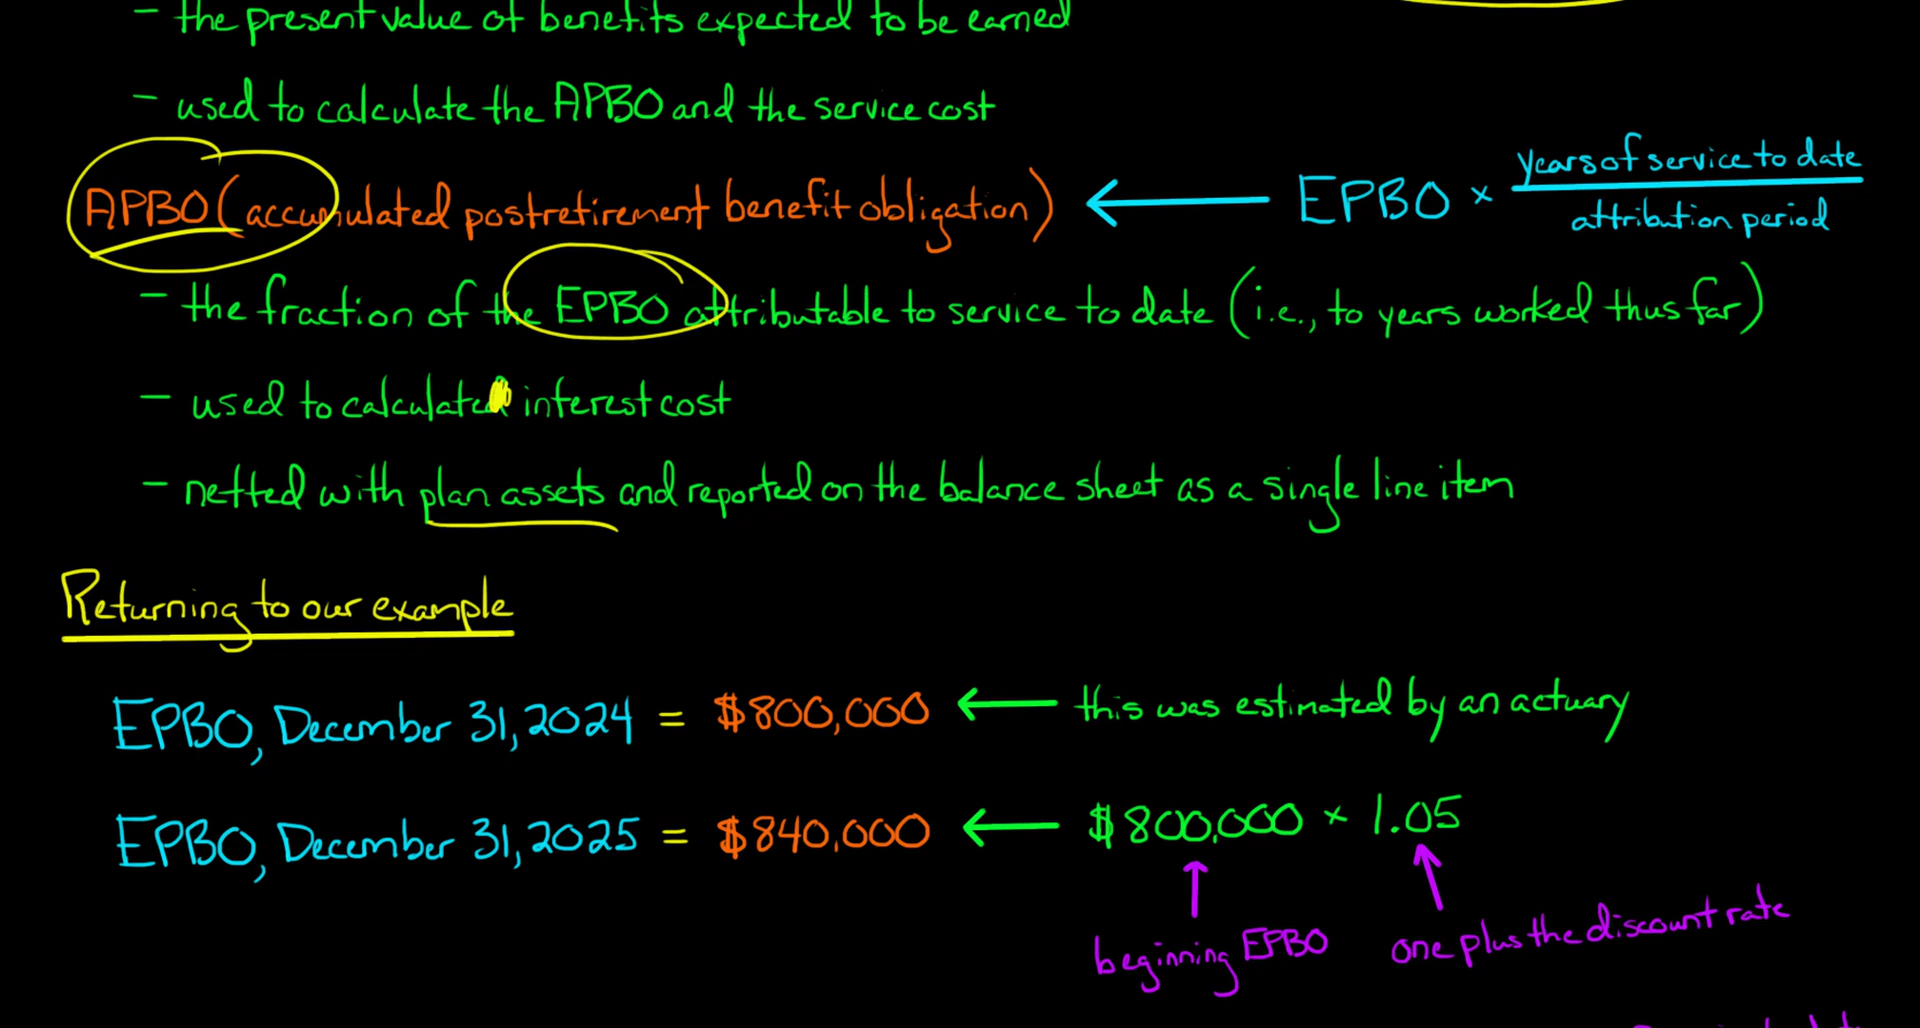 - the present value of benefits expected to be earned
- used to calculate the APBO and the service cost
APBO (accumulated postretirement benefit obligation) ← EPBO × years of service to date / attribution period
- the fraction of the EPBO attributable to service to date (i.e., to years worked thus far)
- used to calculate interest cost
- netted with plan assets and reported on the balance sheet as a single line item
Returning to our example
EPBO, December 31, 2024 = $800,000 ← this was estimated by an actuary
EPBO, December 31, 2025 = $840,000 ← $800,000 × 1.05
beginning EPBO
one plus the discount rate